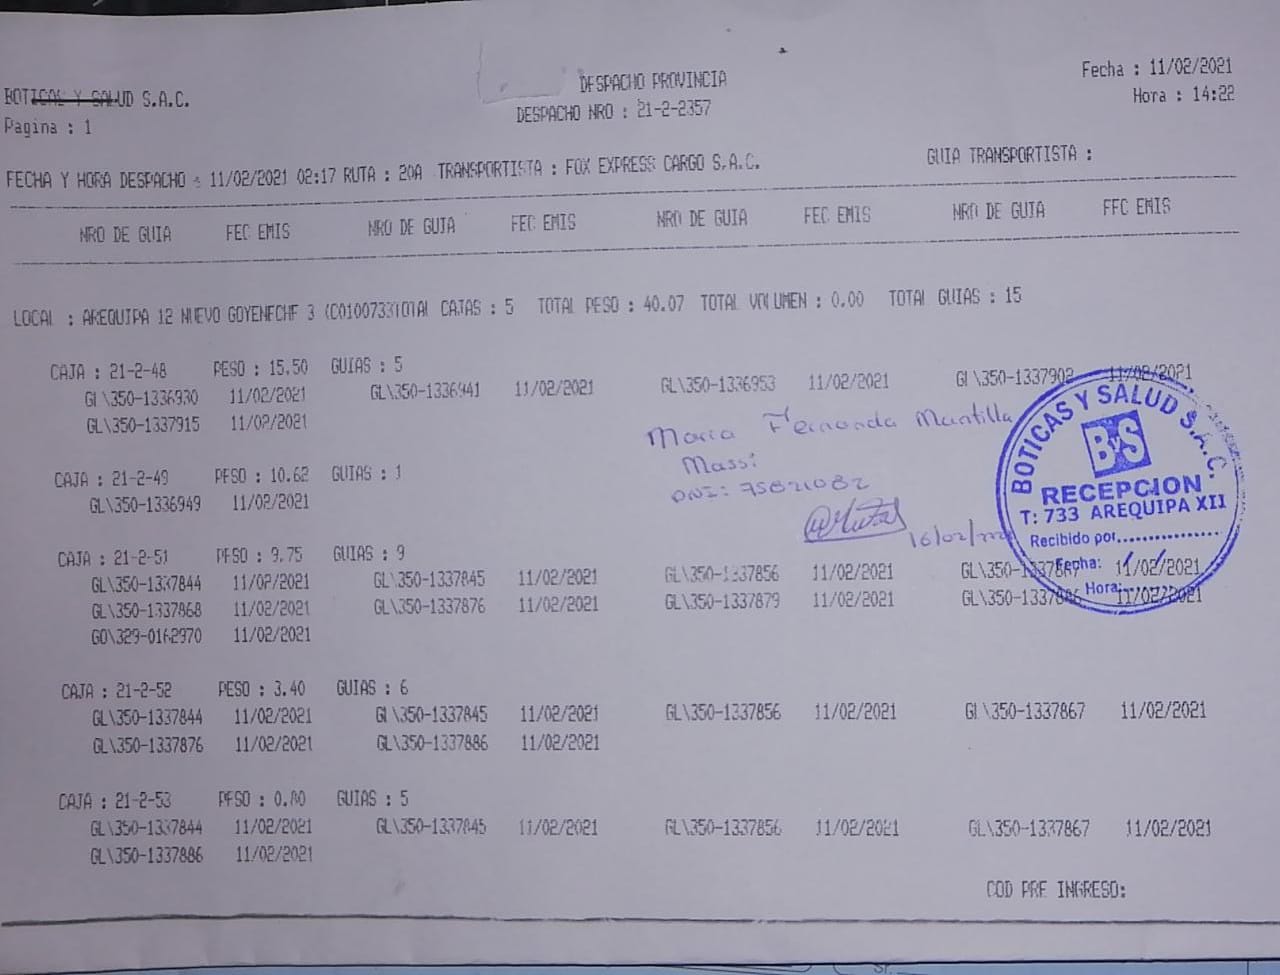 DESPACHO PROVINCIA
Fecha : 11/02/2021
BOTICAS Y SALUD S.A.C.
DESPACHO NRO : 21-2-2357
Hora : 14:22
Pagina : 1
FECHA Y HORA DESPACHO : 11/02/2021 02:17 RUTA : 20A TRANSPORTISTA : FOX EXPRESS CARGO S.A.C. GUIA TRANSPORTISTA :
NRO DE GUIA FEC EMIS NRO DE GUIA FEC EMIS NRO DE GUIA FEC EMIS NRO DE GUIA FEC EMIS
LOCAL : AREQUIPA 12 NUEVO GOYENECHE 3 (C0100733TOTAL CAJAS : 5 TOTAL PESO : 40.07 TOTAL VOLUMEN : 0.00 TOTAL GUIAS : 15
CAJA : 21-2-48 PESO : 15.50 GUIAS : 5
GL\350-1336930 11/02/2021 GL\350-1336941 11/02/2021 GL\350-1336953 11/02/2021 GL\350-1337902 11/02/2021
GL\350-1337915 11/02/2021
Maria Fernanda Mantilla
Massi
DNI: 75821082
16/02/
CAJA : 21-2-49 PESO : 10.62 GUIAS : 1
GL\350-1336949 11/02/2021
BOTICAS Y SALUD S.A.C.
ByS
RECEPCION
T: 733 AREQUIPA XII
Recibido por..................
Fecha: / /
Hora:
CAJA : 21-2-51 PESO : 9.75 GUIAS : 9
GL\350-1337844 11/02/2021 GL\350-1337845 11/02/2021 GL\350-1337856 11/02/2021 GL\350-1337867 11/02/2021
GL\350-1337868 11/02/2021 GL\350-1337876 11/02/2021 GL\350-1337879 11/02/2021 GL\350-1337886 11/02/2021
GO\329-0162970 11/02/2021
CAJA : 21-2-52 PESO : 3.40 GUIAS : 6
GL\350-1337844 11/02/2021 GL\350-1337845 11/02/2021 GL\350-1337856 11/02/2021 GL\350-1337867 11/02/2021
GL\350-1337876 11/02/2021 GL\350-1337886 11/02/2021
CAJA : 21-2-53 PESO : 0.80 GUIAS : 5
GL\350-1337844 11/02/2021 GL\350-1337845 11/02/2021 GL\350-1337856 11/02/2021 GL\350-1337867 11/02/2021
GL\350-1337886 11/02/2021
COD PRE INGRESO: